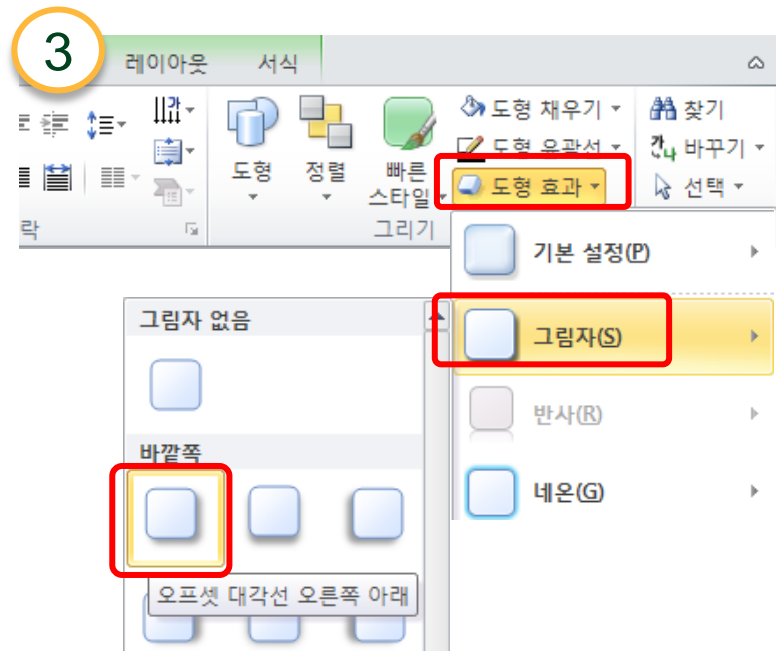 3
레이아웃 서식
도형 채우기
찾기
도형 윤곽선
바꾸기
도형 정렬 빠른
스타일
도형 효과
선택
락
그리기
기본 설정(P)
그림자 없음
그림자(S)
반사(R)
바깥쪽
네온(G)
오프셋 대각선 오른쪽 아래